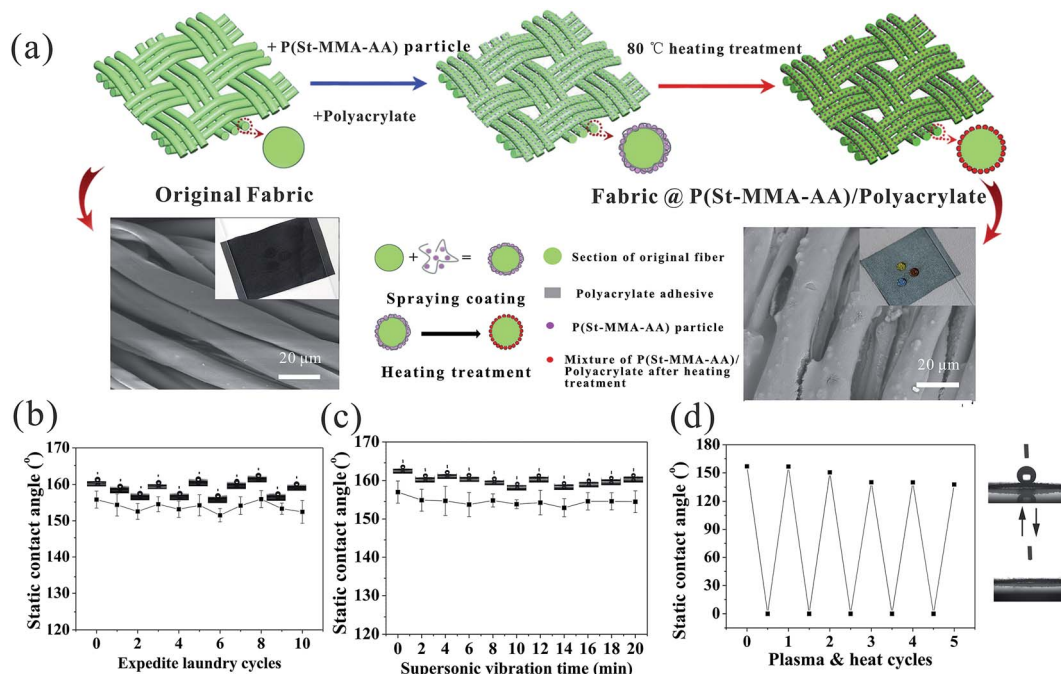 (a)
+ P(St-MMA-AA) particle
+Polyacrylate
80 ℃ heating treatment
Original Fabric
Fabric @ P(St-MMA-AA)/Polyacrylate
20 μm
+
=
Spraying coating
Heating treatment
Section of original fiber
Polyacrylate adhesive
P(St-MMA-AA) particle
Mixture of P(St-MMA-AA)/
Polyacrylate after heating
treatment
20 μm
(b)
Static contact angle (°)
170
160
150
140
130
120
0 2 4 6 8 10
Expedite laundry cycles
(c)
Static contact angle (°)
170
160
150
140
130
120
0 2 4 6 8 10 12 14 16 18 20
Supersonic vibration time (min)
(d)
Static contact angle (°)
180
150
120
90
60
30
0
0 1 2 3 4 5
Plasma & heat cycles